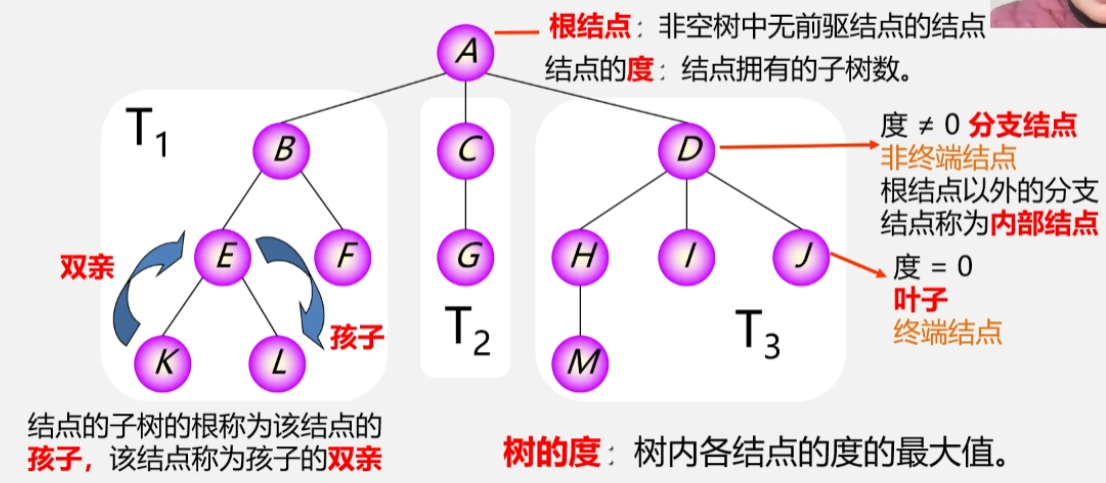 根结点：非空树中无前驱结点的结点
A
结点的度：结点拥有的子树数。
T1
B
C
D
度 ≠ 0 分支结点
非终端结点
根结点以外的分支
结点称为内部结点
双亲
E
F
G
H
I
J
度 = 0
叶子
终端结点
孩子
T2
T3
K
L
M
结点的子树的根称为该结点的
孩子，该结点称为孩子的双亲
树的度：树内各结点的度的最大值。